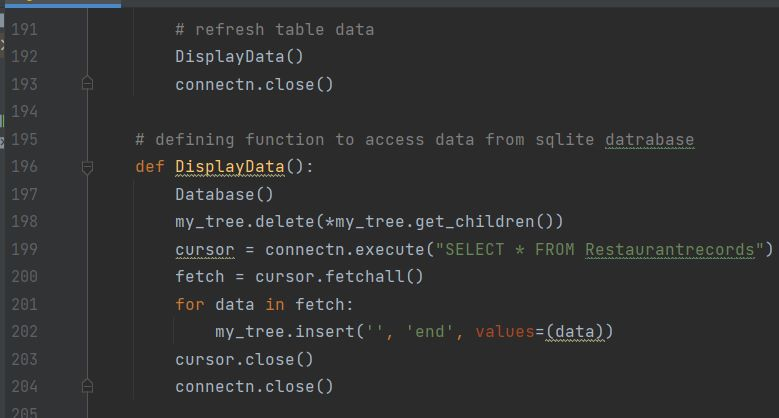 191 # refresh table data
192 DisplayData()
193 connectn.close()
194
195 # defining function to access data from sqlite datrabase
196 def DisplayData():
197 Database()
198 my_tree.delete(*my_tree.get_children())
199 cursor = connectn.execute("SELECT * FROM Restaurantrecords")
200 fetch = cursor.fetchall()
201 for data in fetch:
202 my_tree.insert('', 'end', values=(data))
203 cursor.close()
204 connectn.close()
205